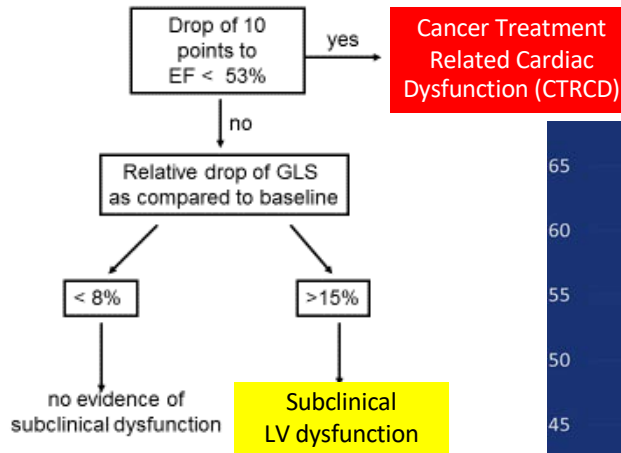 Drop of 10
points to
EF < 53%
yes
Cancer Treatment
Related Cardiac
Dysfunction (CTRCD)
no
Relative drop of GLS
as compared to baseline
< 8%
>15%
no evidence of
subclinical dysfunction
Subclinical
LV dysfunction
65
60
55
50
45